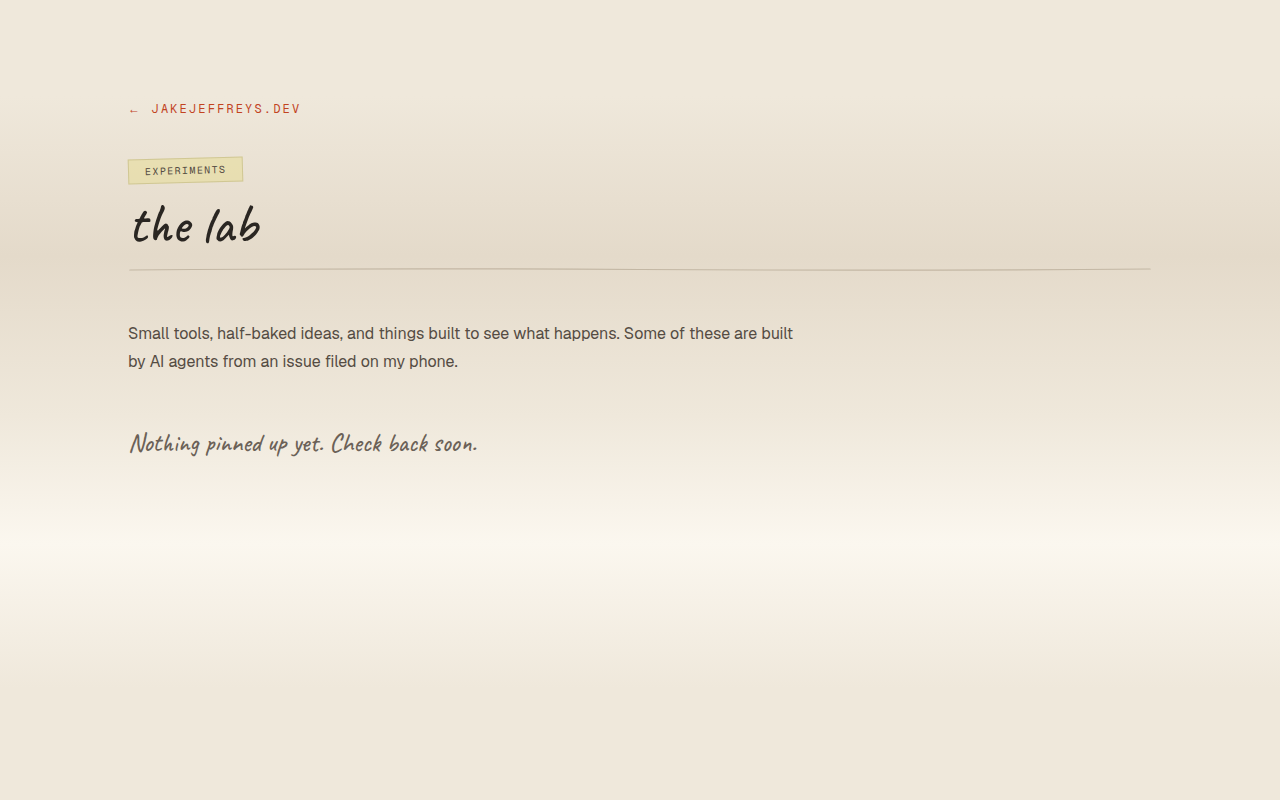 ← JAKEJEFFREYS.DEV
EXPERIMENTS
the lab
Small tools, half-baked ideas, and things built to see what happens. Some of these are built
by AI agents from an issue filed on my phone.
Nothing pinned up yet. Check back soon.